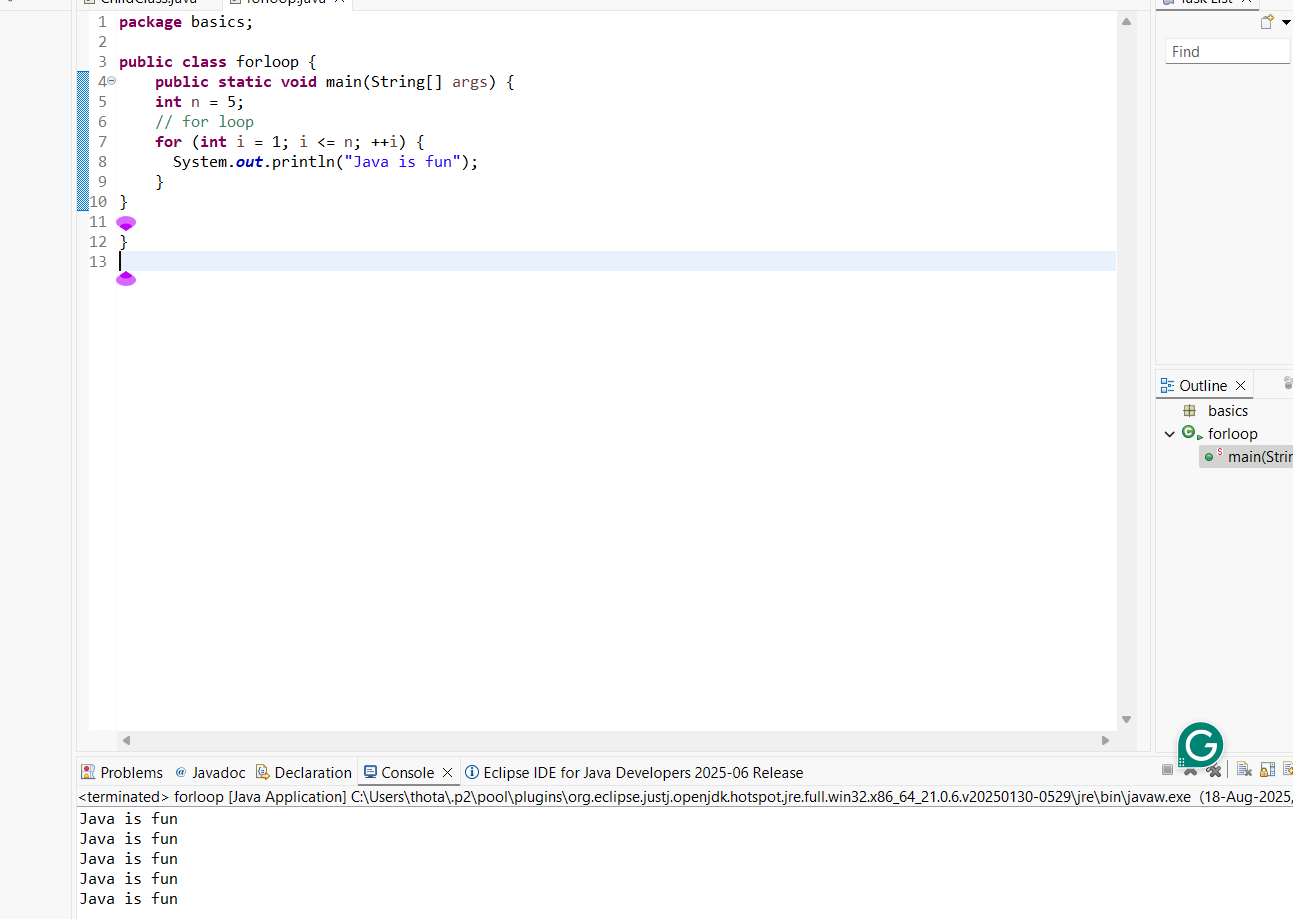 ChildClass.java forloop.java
Task List
1 package basics;
2
3 public class forloop {
4 public static void main(String[] args) {
5 int n = 5;
6 // for loop
7 for (int i = 1; i <= n; ++i) {
8 System.out.println("Java is fun");
9 }
10 }
11
12 }
13
Find
Outline
basics
forloop
main(Strin
Problems @ Javadoc Declaration Console Eclipse IDE for Java Developers 2025-06 Release
<terminated> forloop [Java Application] C:\Users\thota\.p2\pool\plugins\org.eclipse.justj.openjdk.hotspot.jre.full.win32.x86_64_21.0.6.v20250130-0529\jre\bin\javaw.exe (18-Aug-2025,
Java is fun
Java is fun
Java is fun
Java is fun
Java is fun